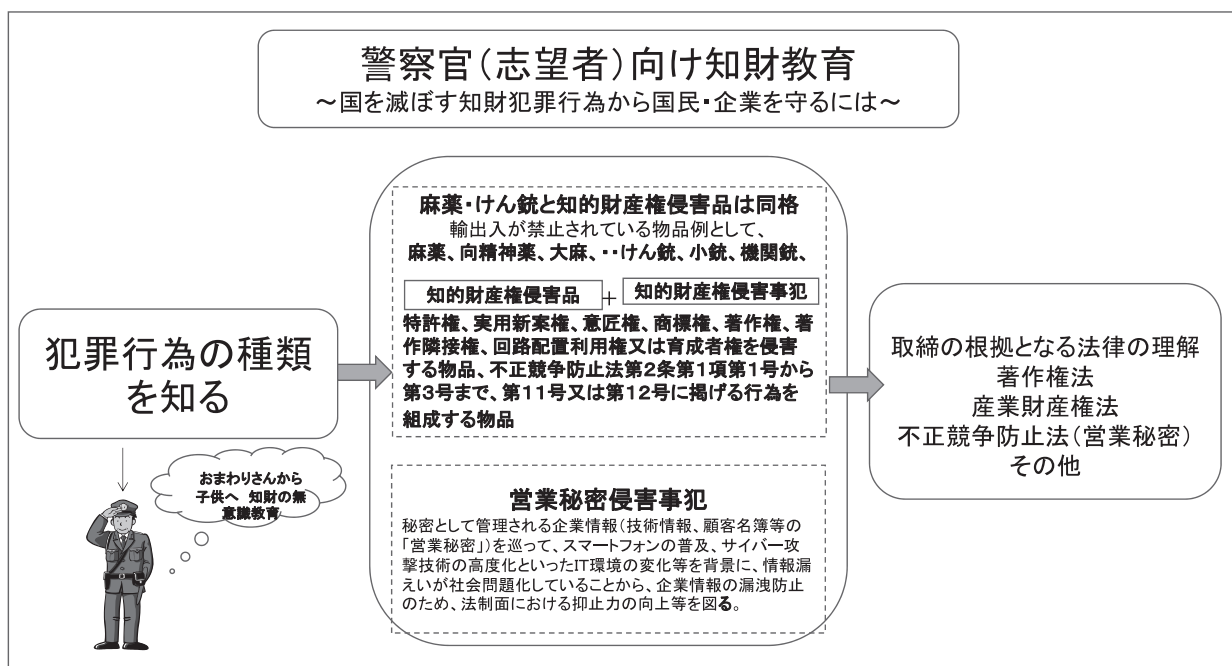 警察官（志望者）向け知財教育
～国を滅ぼす知財犯罪行為から国民・企業を守るには～
犯罪行為の種類
を知る
おまわりさんから
子供へ 知財の無
意識教育
麻薬・けん銃と知的財産権侵害品は同格
輸出入が禁止されている物品例として、
麻薬、向精神薬、大麻、・・けん銃、小銃、機関銃、
知的財産権侵害品 + 知的財産権侵害事犯
特許権、実用新案権、意匠権、商標権、著作権、著
作隣接権、回路配置利用権又は育成者権を侵害
する物品、不正競争防止法第2条第1項第1号から
第3号まで、第11号又は第12号に掲げる行為を
組成する物品
営業秘密侵害事犯
秘密として管理される企業情報（技術情報、顧客名簿等の
「営業秘密」）を巡って、スマートフォンの普及、サイバー攻
撃技術の高度化といったIT環境の変化等を背景に、情報漏
えいが社会問題化していることから、企業情報の漏洩防止
のため、法制面における抑止力の向上等を図る。
取締の根拠となる法律の理解
著作権法
産業財産権法
不正競争防止法（営業秘密）
その他